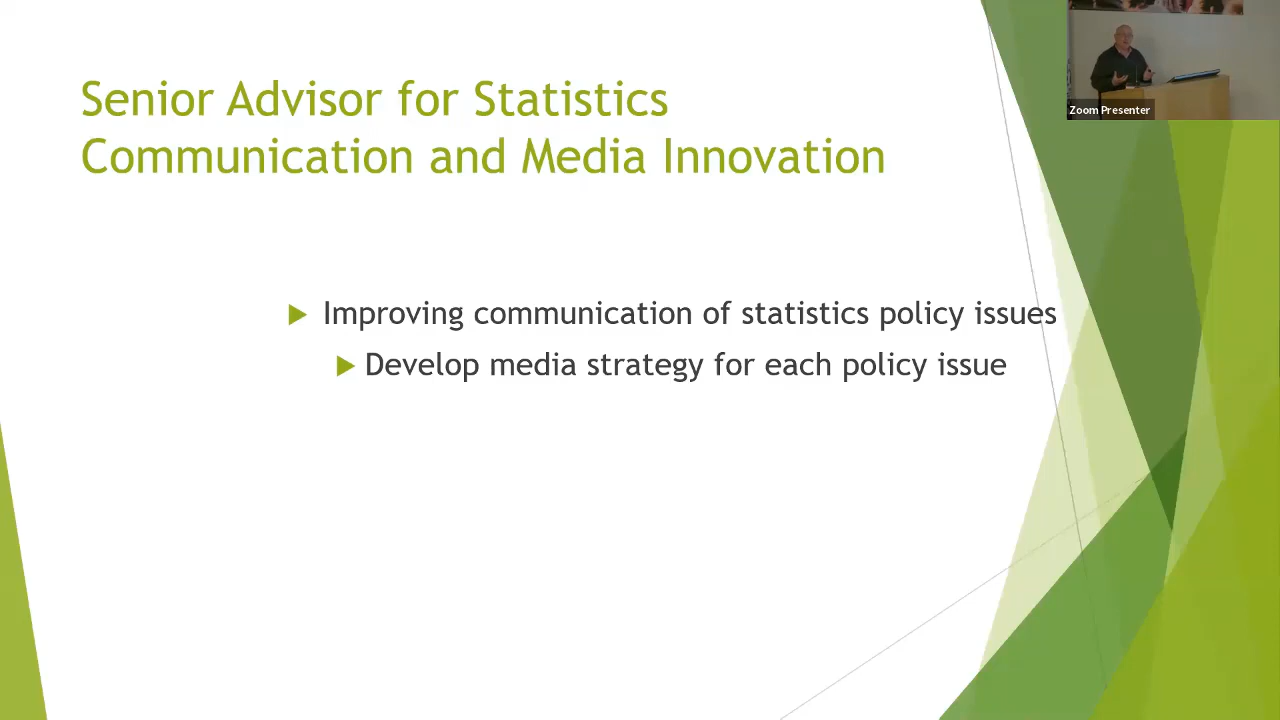 Senior Advisor for Statistics
Communication and Media Innovation
Improving communication of statistics policy issues
Develop media strategy for each policy issue
Zoom Presenter